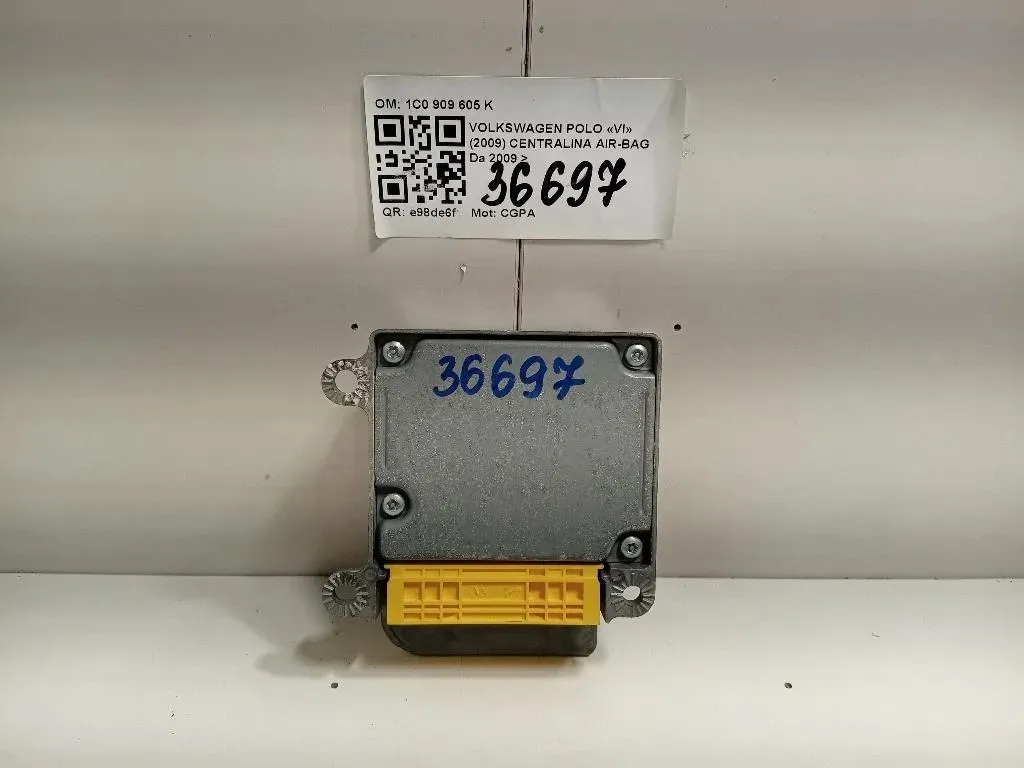 OM: 1C0 909 605 K
VOLKSWAGEN POLO «VI»
(2009) CENTRALINA AIR-BAG
Da 2009 >
36697
QR: e98de6f Mot: CGPA
36697